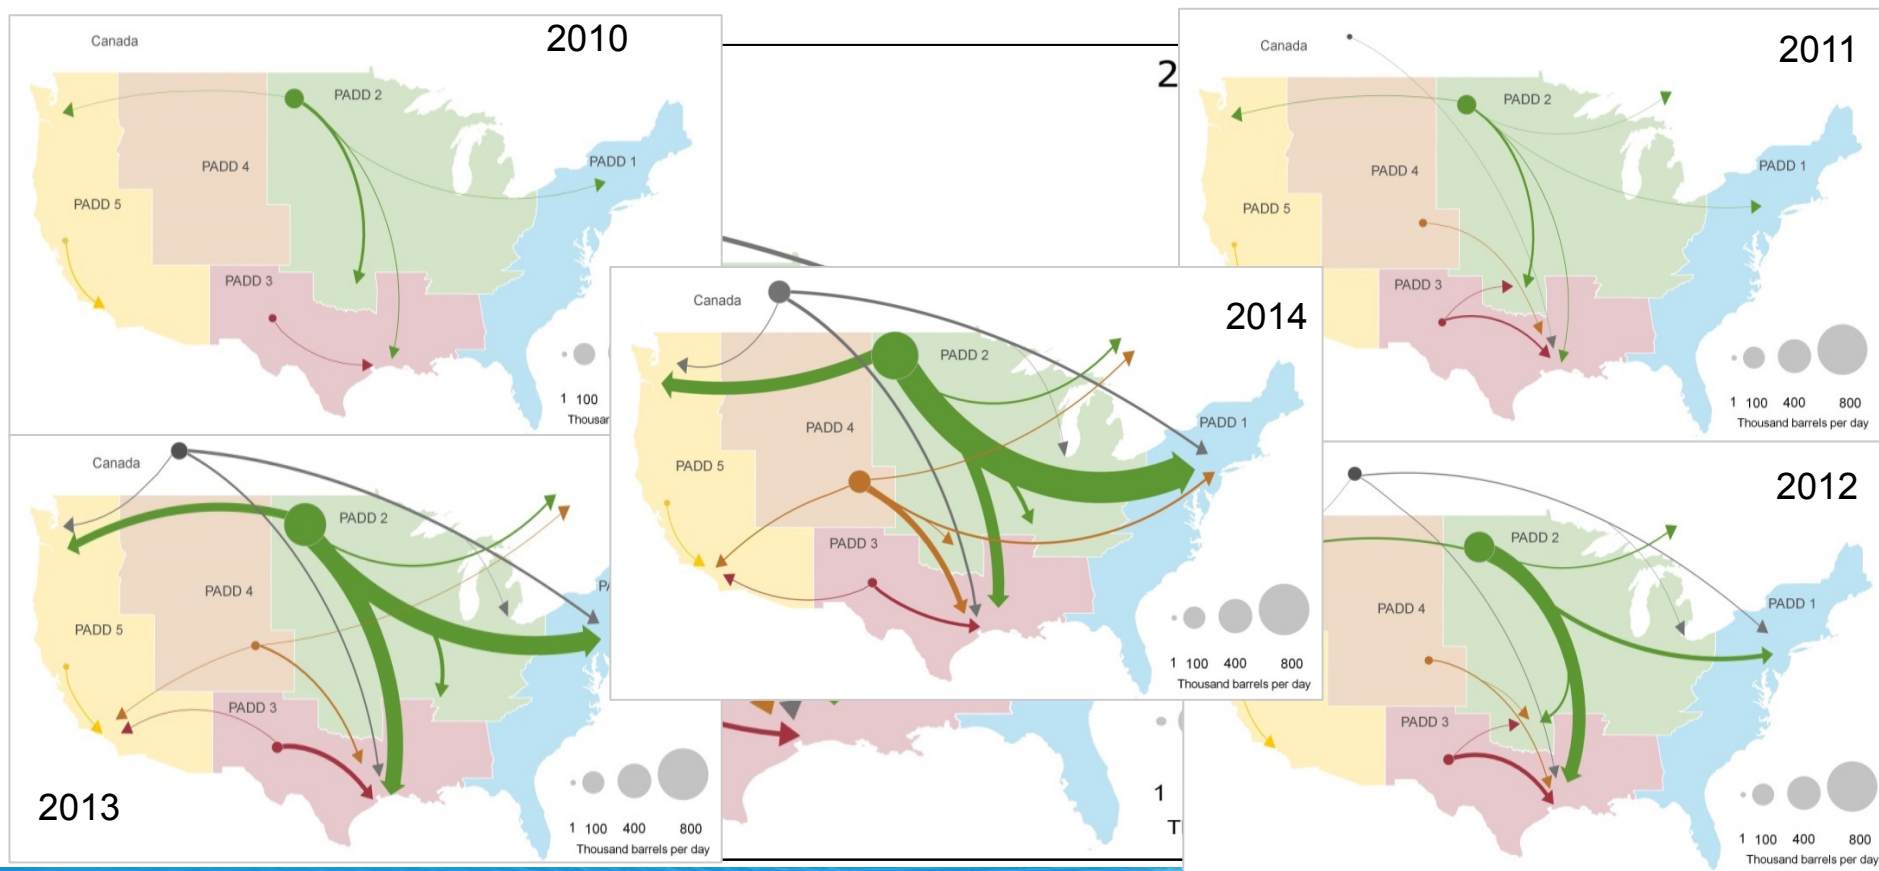 2010
Canada
PADD 2
PADD 1
PADD 4
PADD 5
PADD 3
1 100
Thousar
2
2011
Canada
PADD 2
PADD 1
PADD 4
PADD 5
PADD 3
1 100 400 800
Thousand barrels per day
2014
Canada
PADD 2
PADD 1
PADD 4
PADD 5
PADD 3
1 100 400 800
Thousand barrels per day
Canada
PADD 2
P
PADD 4
PADD 5
PADD 3
2013
1 100 400 800
Thousand barrels per day
1
T
2012
PADD 2
PADD 1
PADD 4
PADD 3
1 100 400 800
Thousand barrels per day